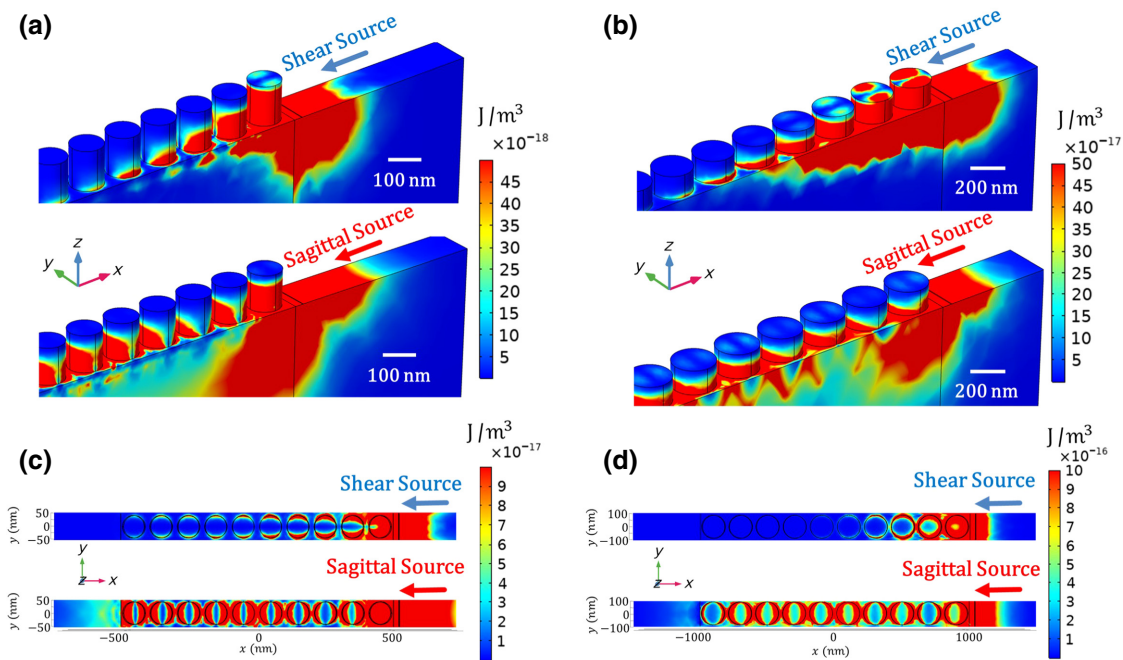 (a)
Shear Source
J/m³
×10⁻¹⁸
45
40
35
30
25
20
15
10
5
100 nm
Sagittal Source
z
y
x
100 nm
(b)
Shear Source
J/m³
×10⁻¹⁷
50
45
40
35
30
25
20
15
10
5
200 nm
Sagittal Source
z
y
x
200 nm
(c)
J/m³
×10⁻¹⁷
9
8
7
6
5
4
3
2
1
Shear Source
y (nm)
50
0
−50
y
z
x
Sagittal Source
y (nm)
50
0
−50
−500
0
500
x (nm)
(d)
J/m³
×10⁻¹⁶
10
9
8
7
6
5
4
3
2
1
Shear Source
y (nm)
100
0
−100
y
z
x
Sagittal Source
y (nm)
100
0
−100
−1000
0
1000
x (nm)